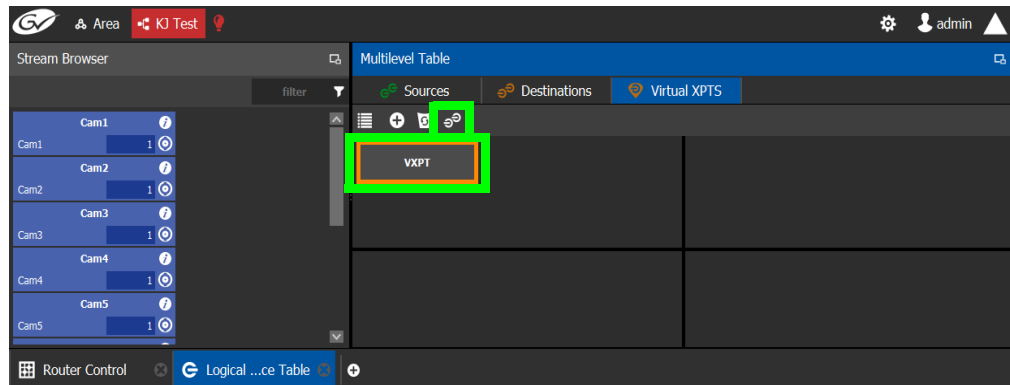 GV Area KJ Test admin
Stream Browser
Multilevel Table
filter
Sources Destinations Virtual XPTS
Cam1
Cam1 1
Cam2
Cam2 1
Cam3
Cam3 1
Cam4
Cam4 1
Cam5
Cam5 1
VXPT
Router Control Logical ...ce Table